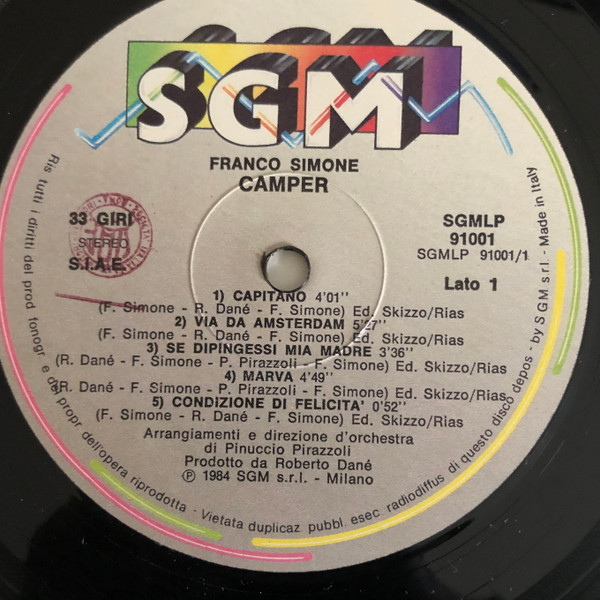 SGM
FRANCO SIMONE
CAMPER
33 GIRI
STEREO
S.I.A.E.
SGMLP
91001
SGMLP 91001/1
Lato 1
1) CAPITANO 4'01''
(F. Simone - R. Dané - F. Simone) Ed. Skizzo/Rias
2) VIA DA AMSTERDAM 5'27''
(F. Simone - R. Dané - F. Simone) Ed. Skizzo/Rias
3) SE DIPINGESSI MIA MADRE 3'36''
(R. Dané - F. Simone - P. Pirazzoli - F. Simone) Ed. Skizzo/Rias
4) MARVA 4'49''
(R. Dané - F. Simone - P. Pirazzoli - F. Simone) Ed. Skizzo/Rias
5) CONDIZIONE DI FELICITA' 0'52''
(F. Simone - R. Dané - F. Simone) Ed. Skizzo/Rias
Arrangiamenti e direzione d'orchestra
di Pinuccio Pirazzoli
Prodotto da Roberto Dané
Ⓟ 1984 SGM s.r.l. - Milano
Ris tutti i diritti del prod fonogr. e del propr dell'opera riprodotta - Vietata duplicaz. pubbl. esec radiodiffus di questo disco depos - by SGM s.r.l. - Made in Italy